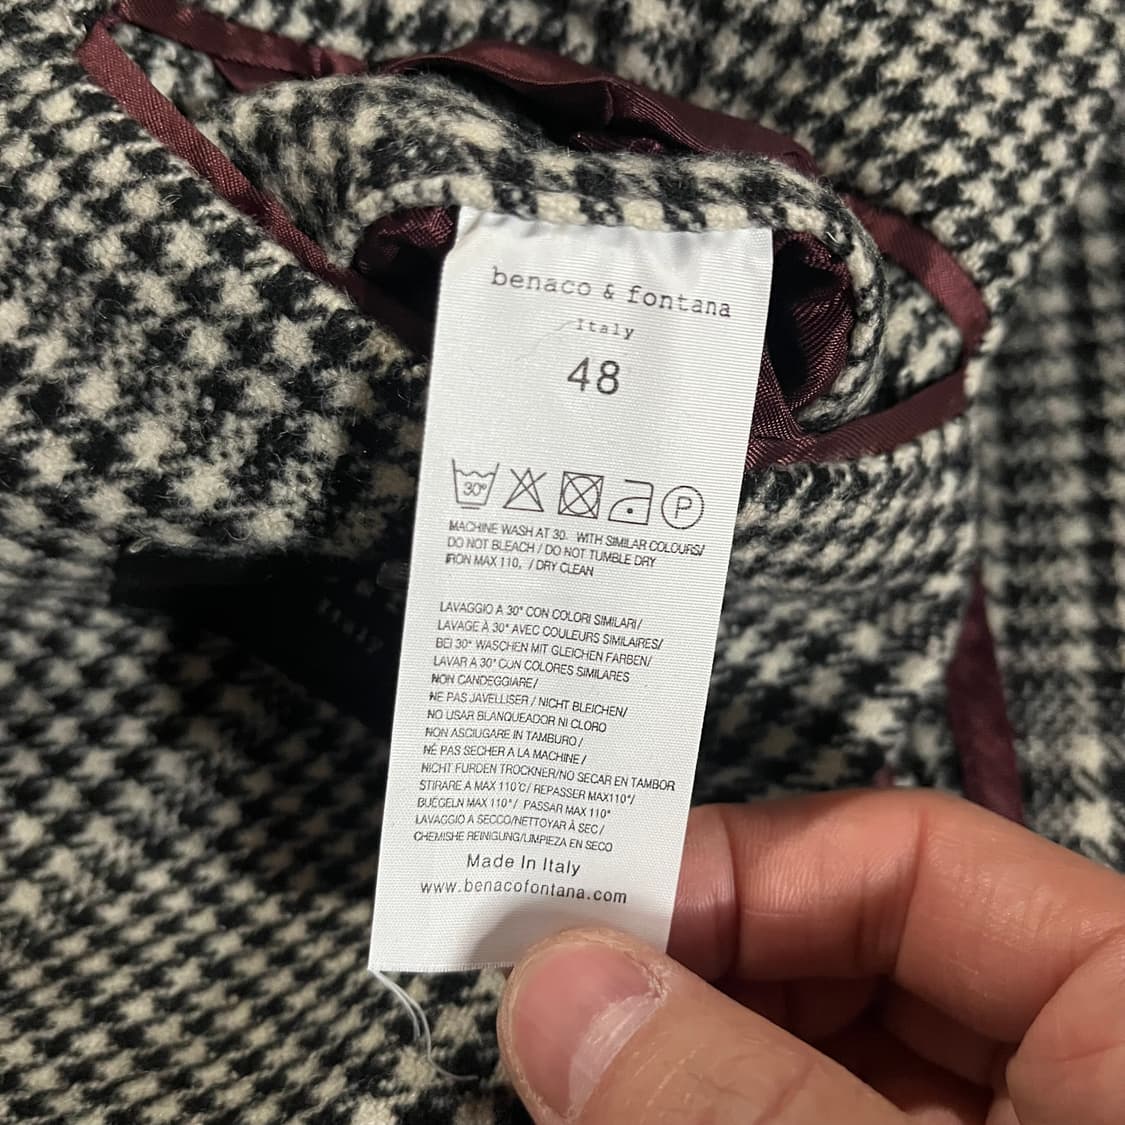 benaco & fontana
Italy
48
30°
P
MACHINE WASH AT 30. WITH SIMILAR COLOURS/
DO NOT BLEACH / DO NOT TUMBLE DRY
IRON MAX 110, / DRY CLEAN
LAVAGGIO A 30° CON COLORI SIMILARI/
LAVAGE À 30° AVEC COULEURS SIMILAIRES/
BEI 30° WASCHEN MIT GLEICHEN FARBEN/
LAVAR A 30° CON COLORES SIMILARES
NON CANDEGGIARE/
NE PAS JAVELLISER / NICHT BLEICHEN/
NO USAR BLANQUEADOR NI CLORO
NON ASCIUGARE IN TAMBURO /
NÉ PAS SECHER A LA MACHINE /
NICHT FURDEN TROCKNER/NO SECAR EN TAMBOR
STIRARE A MAX 110°C/ REPASSER MAX110°/
BUËGELN MAX 110°/ PASSAR MAX 110°
LAVAGGIO A SECCO/NETTOYAR À SEC /
CHEMISHE REINIGUNG/LIMPIEZA EN SECO
Made In Italy
www.benacofontana.com
Italy